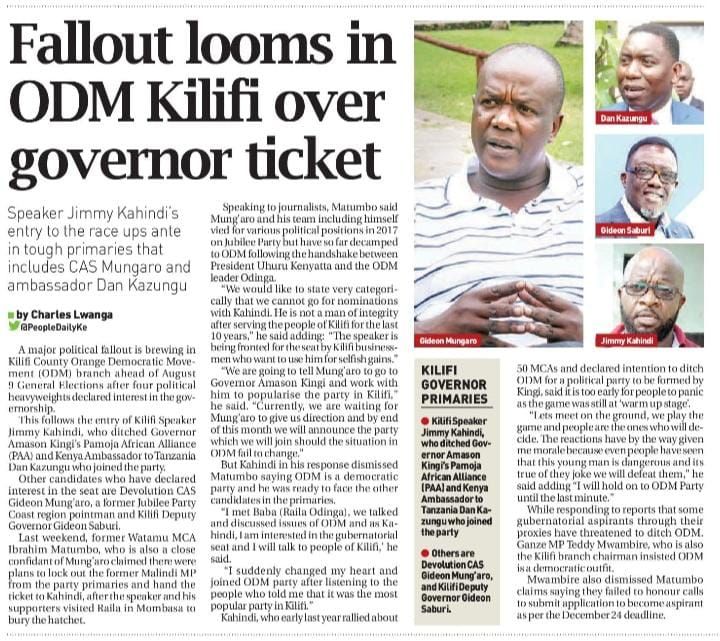 Fallout looms in
ODM Kilifi over
governor ticket
Speaker Jimmy Kahindi's
entry to the race ups ante
in tough primaries that
includes CAS Mungaro and
ambassador Dan Kazungu
by Charles Lwanga
@PeopleDailyKe
A major political fallout is brewing in
Kilifi County Orange Democratic Move-
ment (ODM) branch ahead of August
9 General Elections after four political
heavyweights declared interest in the gov-
ernorship.
This follows the entry of Kilifi Speaker
Jimmy Kahindi, who ditched Governor
Amason Kingi's Pamoja African Alliance
(PAA) and Kenya Ambassador to Tanzania
Dan Kazungu who joined the party.
Other candidates who have declared
interest in the seat are Devolution CAS
Gideon Mung'aro, a former Jubilee Party
Coast region pointman and Kilifi Deputy
Governor Gideon Saburi.
Last weekend, former Watamu MCA
Ibrahim Matumbo, who is also a close
confidant of Mung'aro claimed there were
plans to lock out the former Malindi MP
from the party primaries and hand the
ticket to Kahindi, after the speaker and his
supporters visited Raila in Mombasa to
bury the hatchet.
Speaking to journalists, Matumbo said
Mung'aro and his team including himself
vied for various political positions in 2017
on Jubilee Party but have so far decamped
to ODM following the handshake between
President Uhuru Kenyatta and the ODM
leader Odinga.
"We would like to state very categori-
cally that we cannot go for nominations
with Kahindi. He is not a man of integrity
after serving the people of Kilifi for the last
10 years," he said adding: "The speaker is
being fronted for the seat by Kilifi business-
men who want to use him for selfish gains."
"We are going to tell Mung'aro to go to
Governor Amason Kingi and work with
him to popularise the party in Kilifi,"
he said. "Currently, we are waiting for
Mung'aro to give us direction and by end
of this month we will announce the party
which we will join should the situation in
ODM fail to change."
But Kahindi in his response dismissed
Matumbo saying ODM is a democratic
party and he was ready to face the other
candidates in the primaries.
"I met Baba (Raila Odinga), we talked
and discussed issues of ODM and as Ka-
hindi, I am interested in the gubernatorial
seat and I will talk to people of Kilifi,' he
said.
"I suddenly changed my heart and
joined ODM party after listening to the
people who told me that it was the most
popular party in Kilifi."
Kahindi, who early last year rallied about
Gideon Mungaro
Dan Kazungu
Gideon Saburi
Jimmy Kahindi
KILIFI
GOVERNOR
PRIMARIES
Kilifi Speaker
Jimmy Kahindi,
who ditched Gov-
ernor Amason
Kingi's Pamoja
African Alliance
(PAA) and Kenya
Ambassador to
Tanzania Dan Ka-
zungu who joined
the party
Others are
Devolution CAS
Gideon Mung'aro,
and Kilifi Deputy
Governor Gideon
Saburi.
50 MCAs and declared intention to ditch
ODM for a political party to be formed by
Kingi, said it is too early for people to panic
as the game was still at 'warm up stage'.
"Lets meet on the ground, we play the
game and people are the ones who will de-
cide. The reactions have by the way given
me morale because even people have seen
that this young man is dangerous and its
true of they joke we will defeat them," he
said adding "I will hold on to ODM Party
until the last minute."
While responding to reports that some
gubernatorial aspirants through their
proxies have threatened to ditch ODM.
Ganze MP Teddy Mwambire, who is also
the Kilifi branch chairman insisted ODM
is a democratic outfit.
Mwambire also dismissed Matumbo
claims saying they failed to honour calls
to submit application to become aspirant
as per the December 24 deadline.